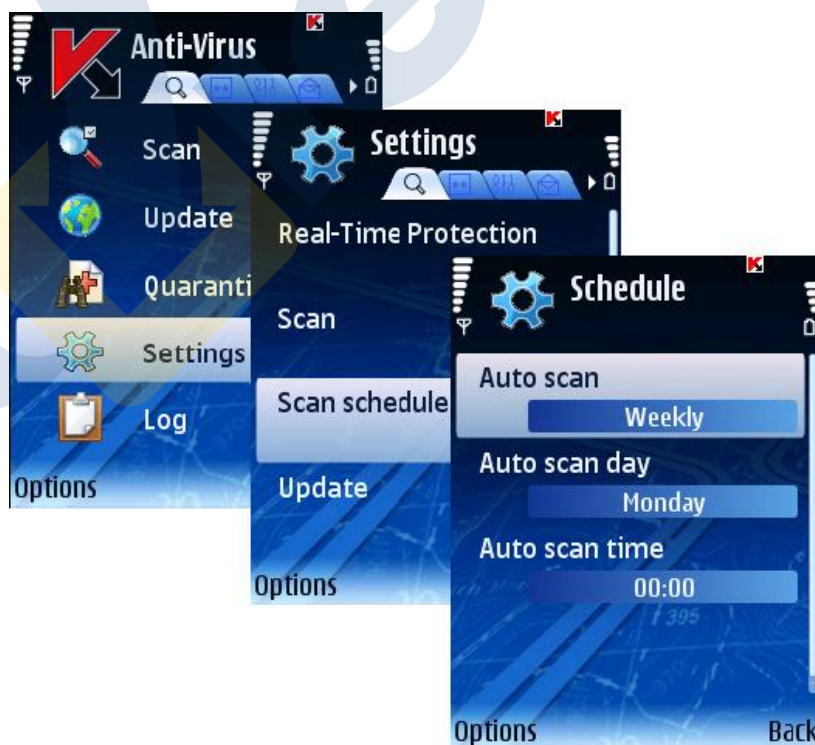 Anti-Virus
Scan
Update
Quaranti
Settings
Log
Options
Settings
Real-Time Protection
Scan
Scan schedule
Update
Options
Schedule
Auto scan
Weekly
Auto scan day
Monday
Auto scan time
00:00
395
Options
Back